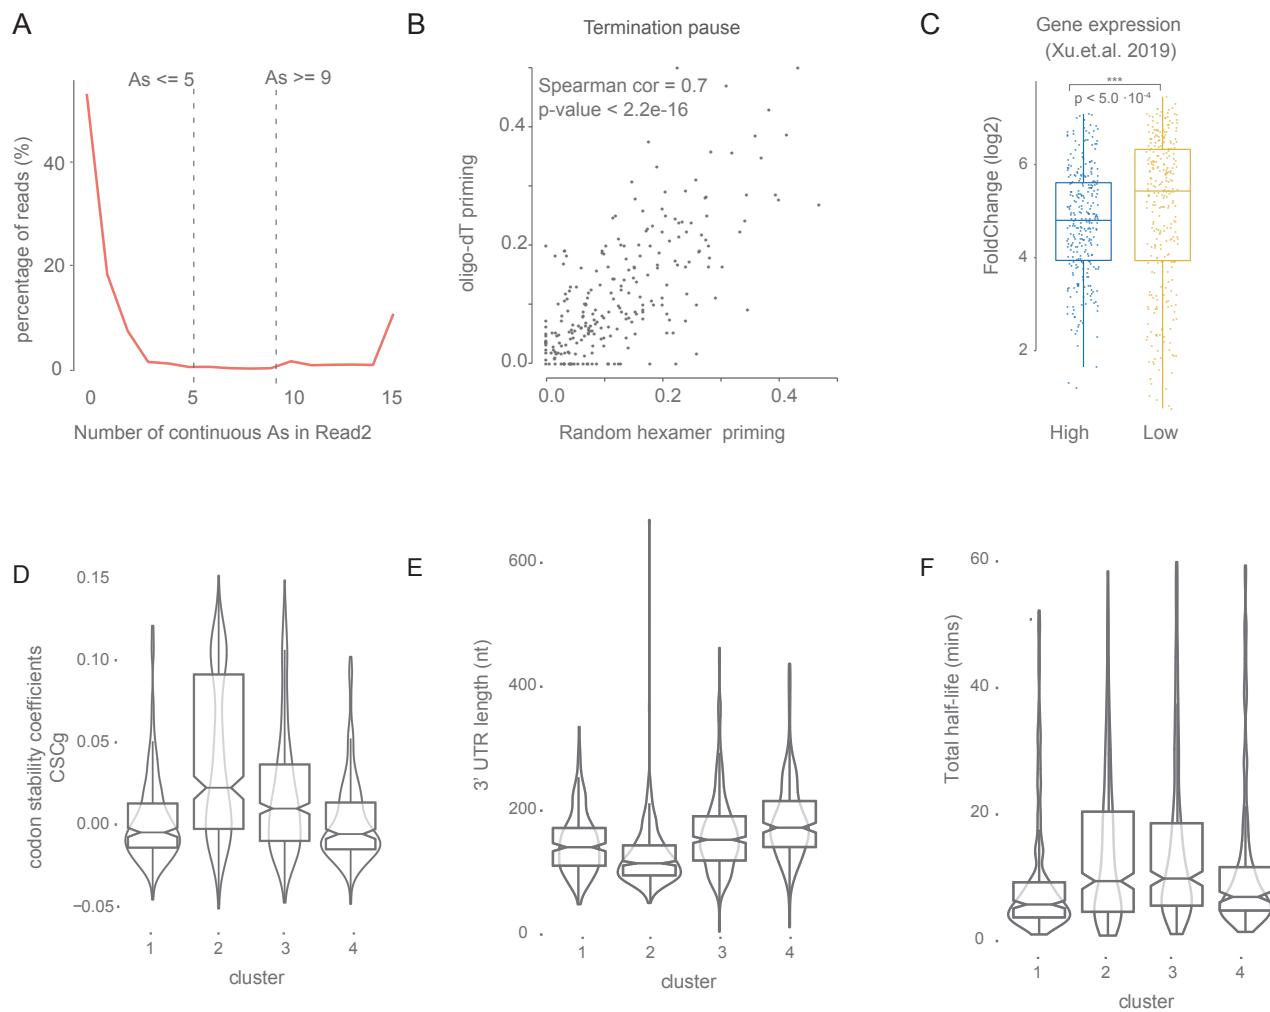 A
As <= 5
As >= 9
percentage of reads (%)
40
20
0
0
5
10
15
Number of continuous As in Read2
B
Termination pause
Spearman cor = 0.7
p-value < 2.2e-16
oligo-dT priming
0.4
0.2
0.0
0.0
0.2
0.4
Random hexamer priming
C
Gene expression
(Xu.et.al. 2019)
***
p < 5.0 ·10-4
FoldChange (log2)
6
4
2
High
Low
D
codon stability coefficients
CSCg
0.15
0.10
0.05
0.00
−0.05
1
2
3
4
cluster
E
3' UTR length (nt)
600
400
200
0
1
2
3
4
F
Total half-life (mins)
60
40
20
0
1
2
3
4
cluster